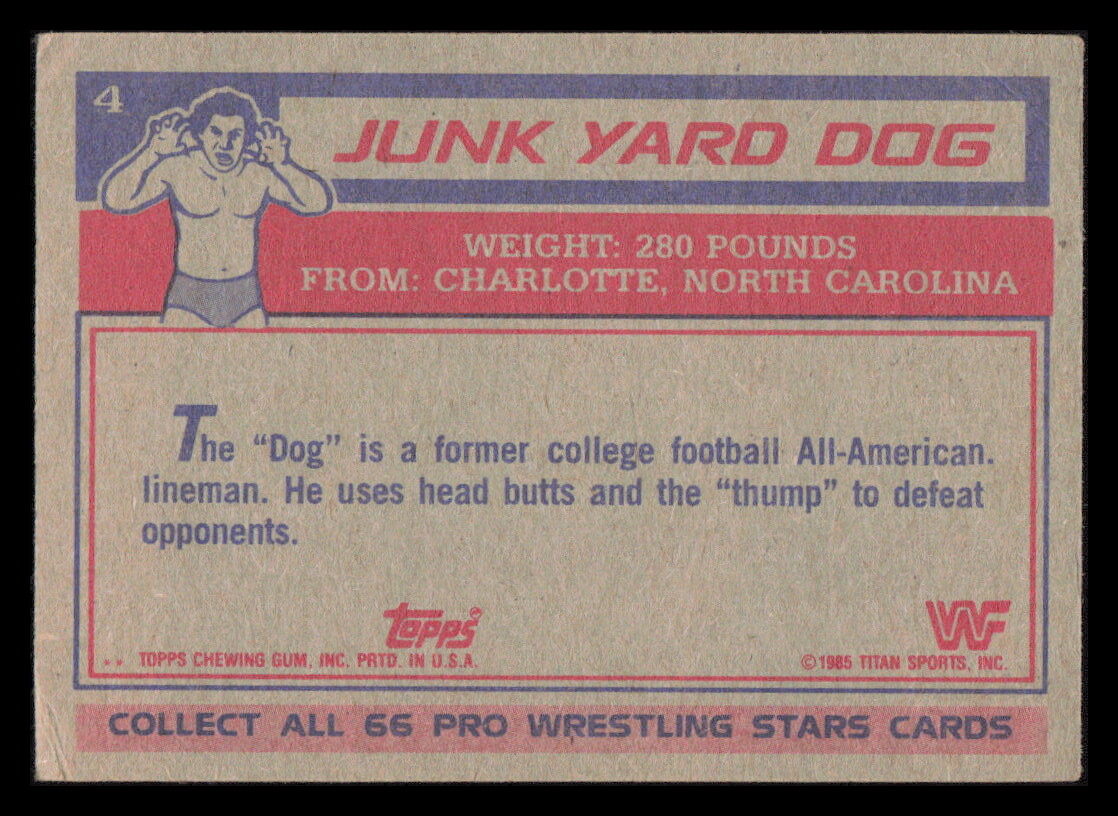 4
JUNK YARD DOG
WEIGHT: 280 POUNDS
FROM: CHARLOTTE, NORTH CAROLINA
The “Dog” is a former college football All-American.
lineman. He uses head butts and the “thump” to defeat
opponents.
topps
WF
** TOPPS CHEWING GUM, INC. PRTD. IN U.S.A.
©1985 TITAN SPORTS, INC.
COLLECT ALL 66 PRO WRESTLING STARS CARDS